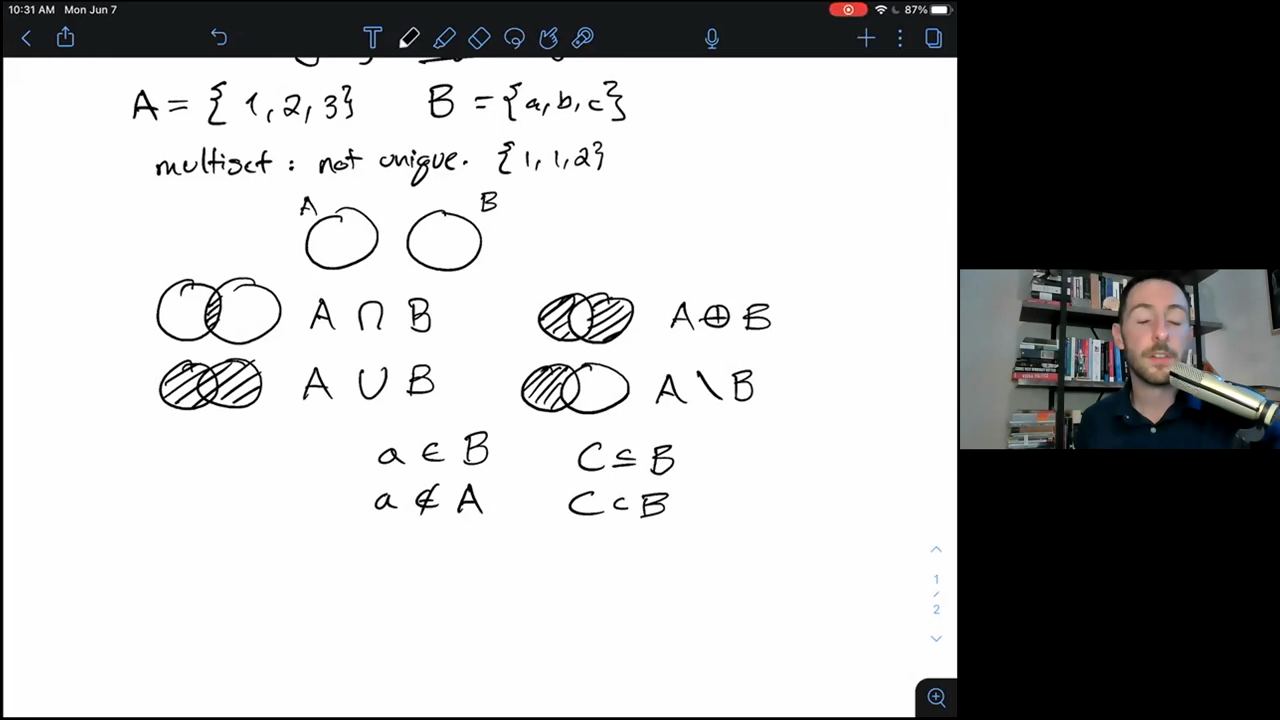 10:31 AM Mon Jun 7 87%
A = { 1, 2, 3} B = {a, b, c}
multiset : not unique. {1, 1, 2}
A B
A ∩ B A ⊕ B
A ∪ B A \ B
a ∈ B C ⊆ B
a ∉ A C ⊂ B
1
/
2